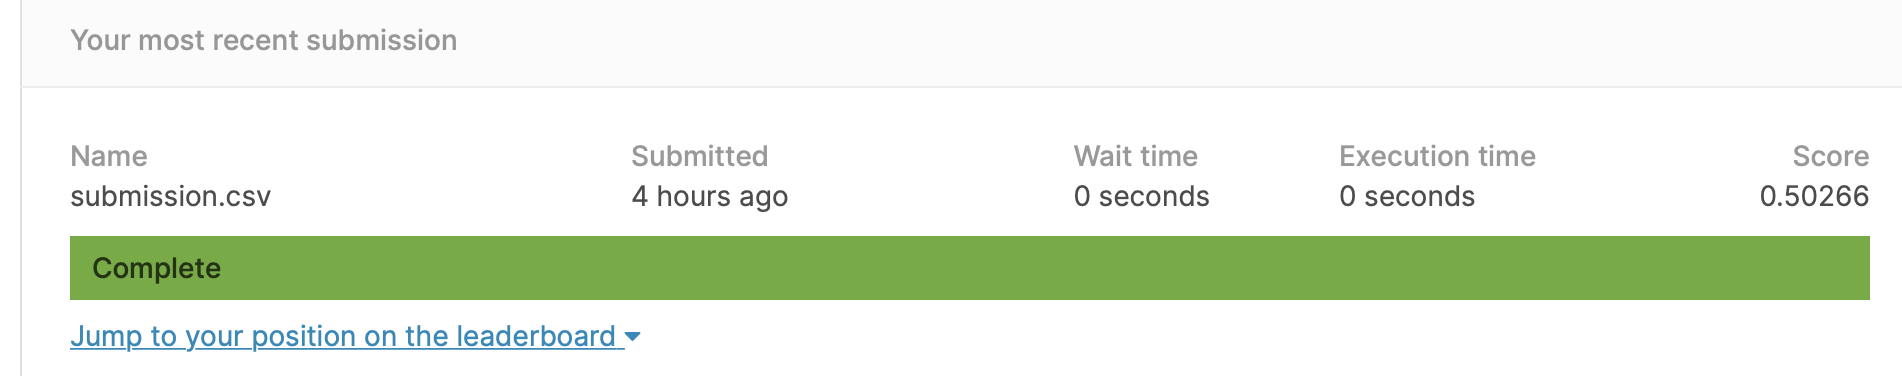 Your most recent submission
Name Submitted Wait time Execution time Score
submission.csv 4 hours ago 0 seconds 0 seconds 0.50266
Complete
Jump to your position on the leaderboard